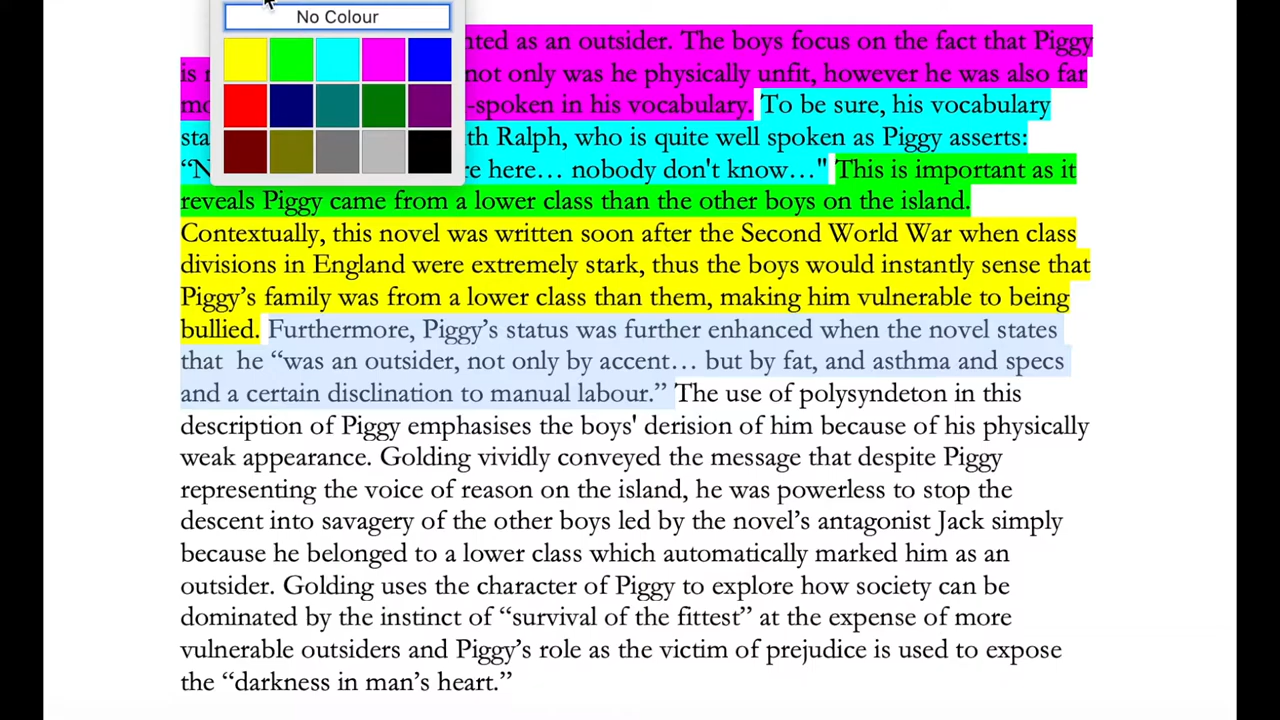 No Colour
nted as an outsider. The boys focus on the fact that Piggy
is not only was he physically unfit, however he was also far
mo -spoken in his vocabulary. To be sure, his vocabulary
sta th Ralph, who is quite well spoken as Piggy asserts:
“N re here… nobody don't know…" This is important as it
reveals Piggy came from a lower class than the other boys on the island.
Contextually, this novel was written soon after the Second World War when class
divisions in England were extremely stark, thus the boys would instantly sense that
Piggy’s family was from a lower class than them, making him vulnerable to being
bullied. Furthermore, Piggy’s status was further enhanced when the novel states
that he “was an outsider, not only by accent… but by fat, and asthma and specs
and a certain disclination to manual labour.” The use of polysyndeton in this
description of Piggy emphasises the boys' derision of him because of his physically
weak appearance. Golding vividly conveyed the message that despite Piggy
representing the voice of reason on the island, he was powerless to stop the
descent into savagery of the other boys led by the novel’s antagonist Jack simply
because he belonged to a lower class which automatically marked him as an
outsider. Golding uses the character of Piggy to explore how society can be
dominated by the instinct of “survival of the fittest” at the expense of more
vulnerable outsiders and Piggy’s role as the victim of prejudice is used to expose
the “darkness in man’s heart.”